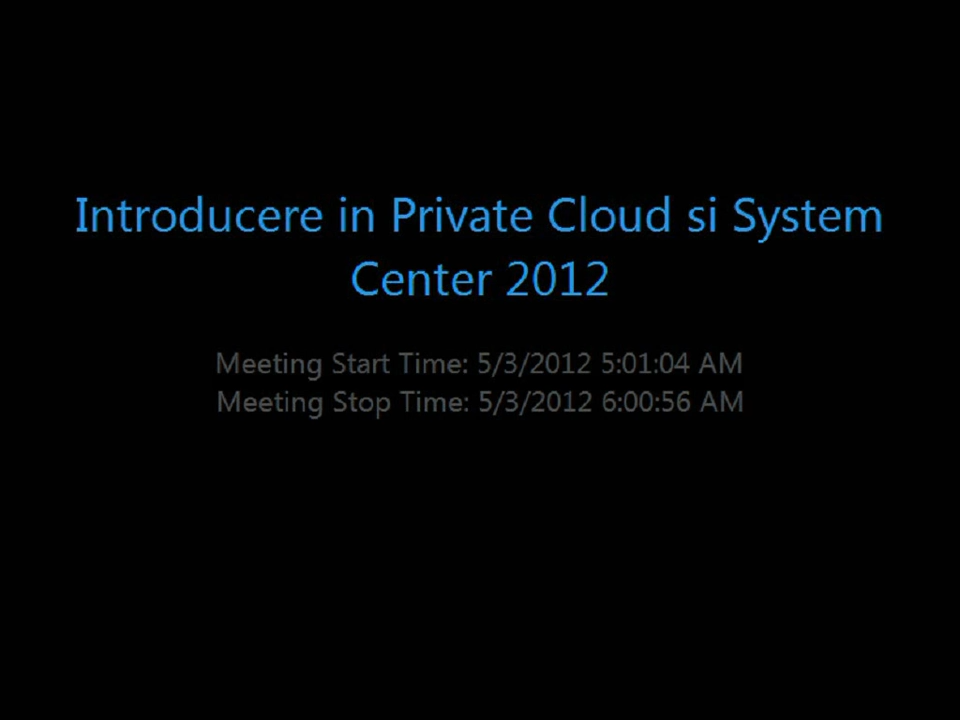 Introducere in Private Cloud si System
Center 2012
Meeting Start Time: 5/3/2012 5:01:04 AM
Meeting Stop Time: 5/3/2012 6:00:56 AM